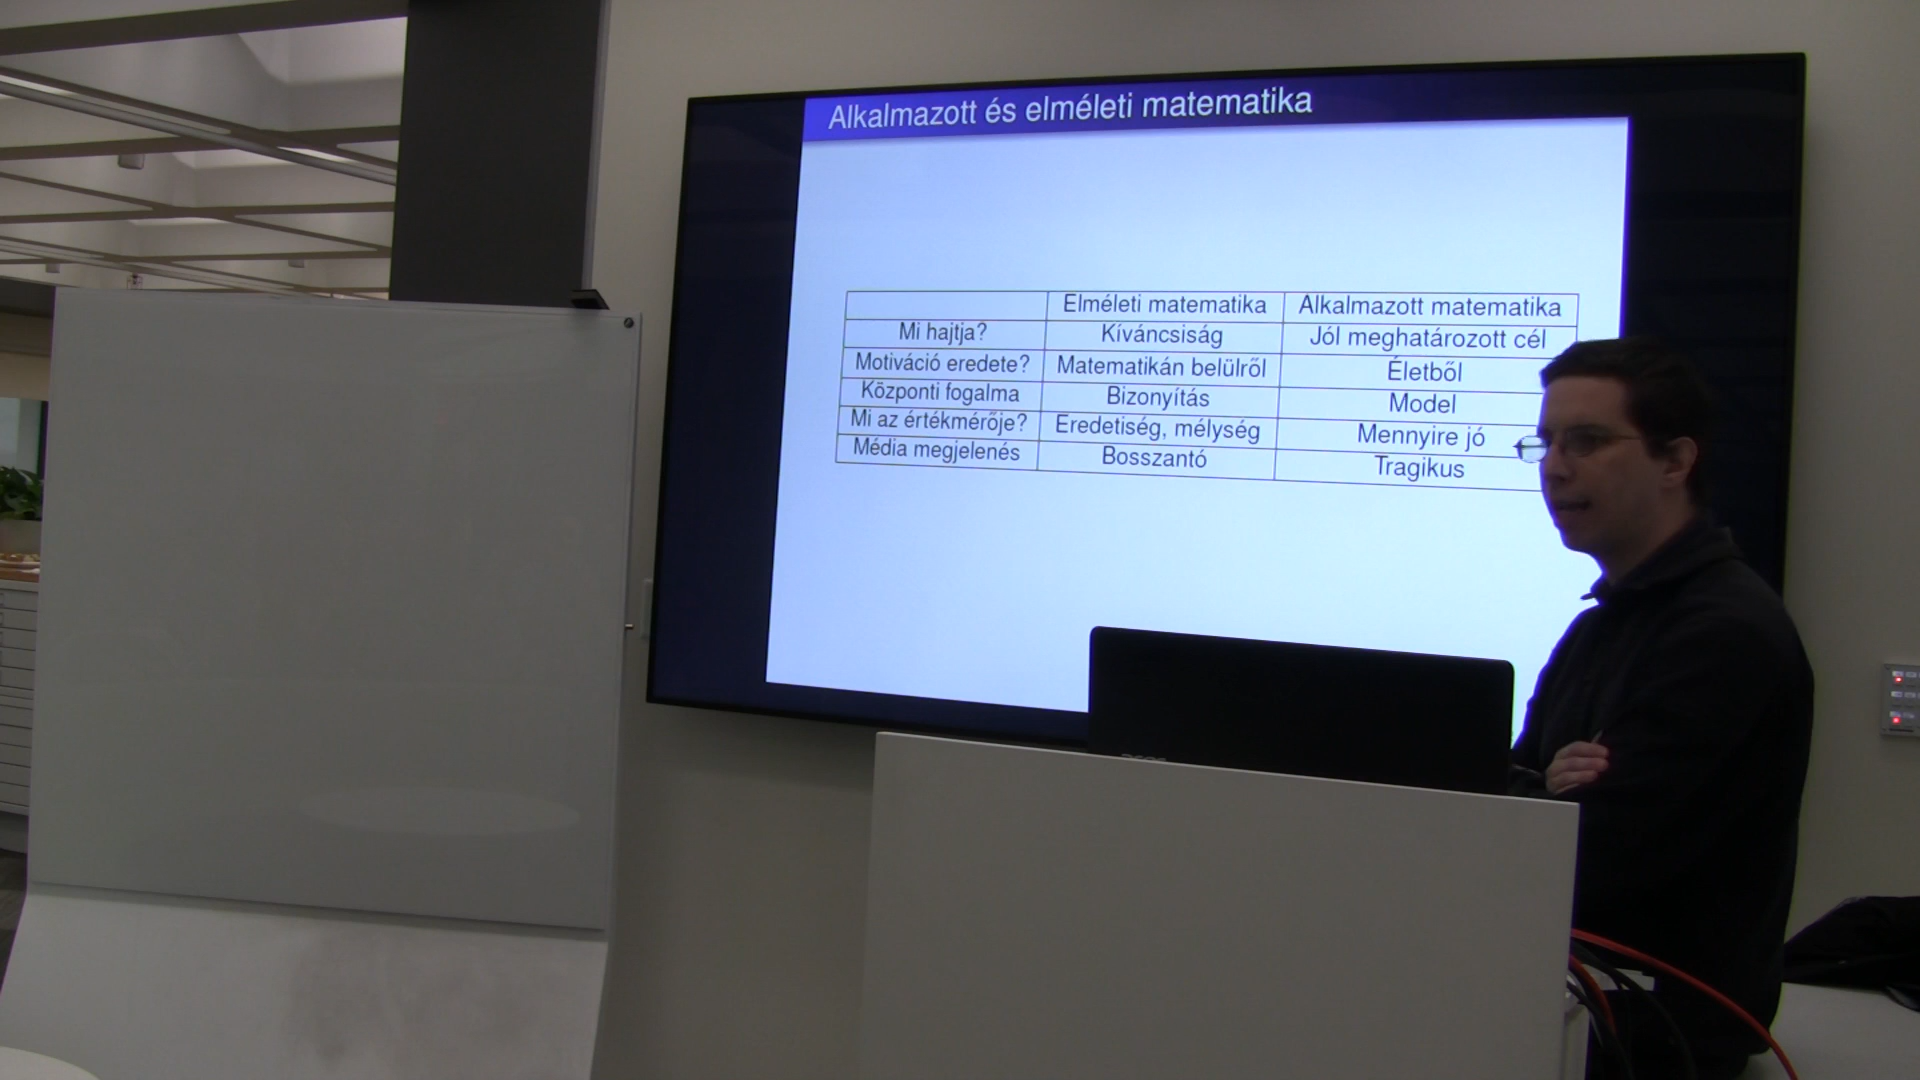 Alkalmazott és elméleti matematika
Elméleti matematika Alkalmazott matematika
Mi hajtja? Kíváncsiság Jól meghatározott cél
Motiváció eredete? Matematikán belülről Életből
Központi fogalma Bizonyítás Model
Mi az értékmérője? Eredetiség, mélység Mennyire jó
Média megjelenés Bosszantó Tragikus